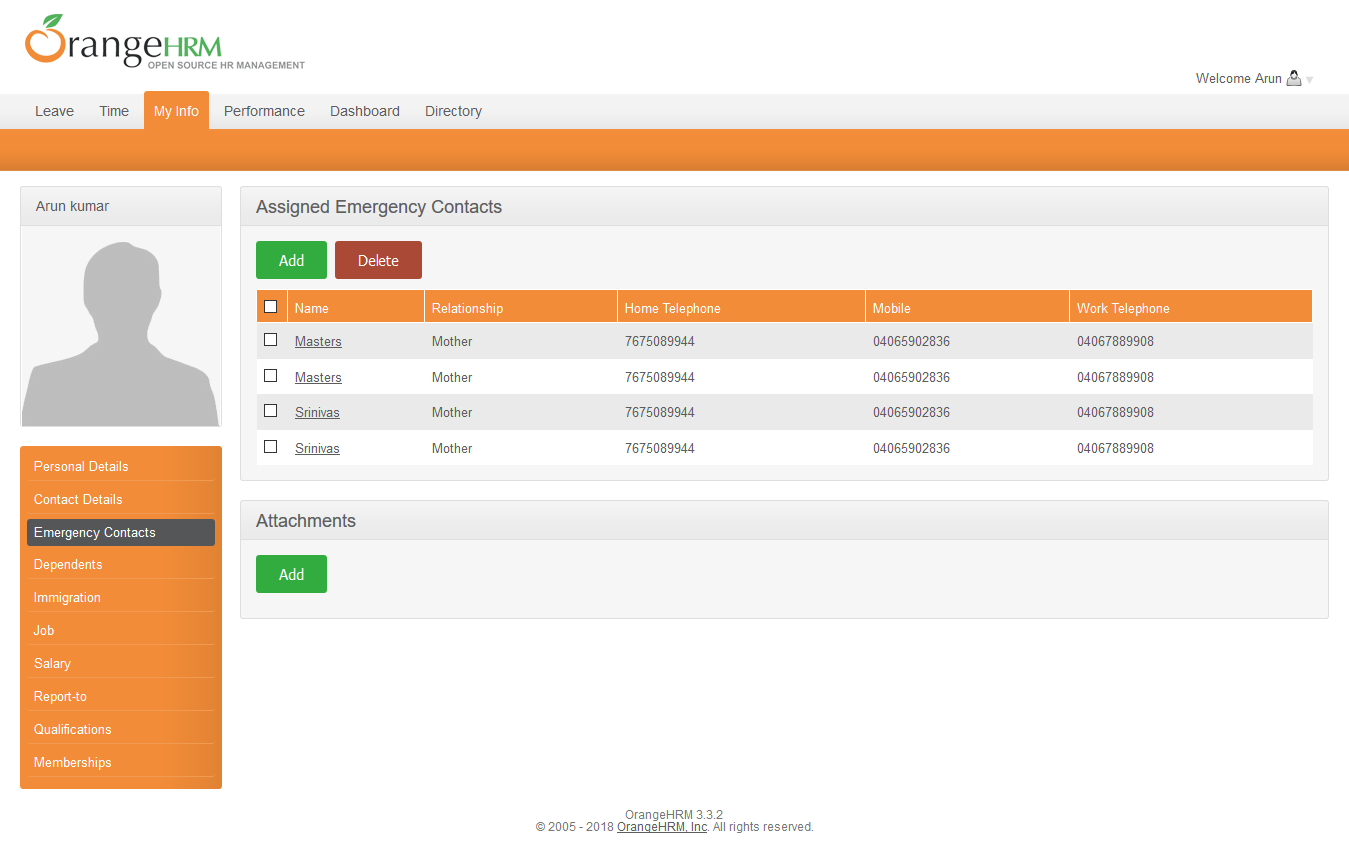 OrangeHRM
OPEN SOURCE HR MANAGEMENT
Welcome Arun
Leave Time My Info Performance Dashboard Directory
Arun kumar
Personal Details
Contact Details
Emergency Contacts
Dependents
Immigration
Job
Salary
Report-to
Qualifications
Memberships
Assigned Emergency Contacts
Add Delete
Name Relationship Home Telephone Mobile Work Telephone
Masters Mother 7675089944 04065902836 04067889908
Masters Mother 7675089944 04065902836 04067889908
Srinivas Mother 7675089944 04065902836 04067889908
Srinivas Mother 7675089944 04065902836 04067889908
Attachments
Add
OrangeHRM 3.3.2
© 2005 - 2018 OrangeHRM, Inc. All rights reserved.